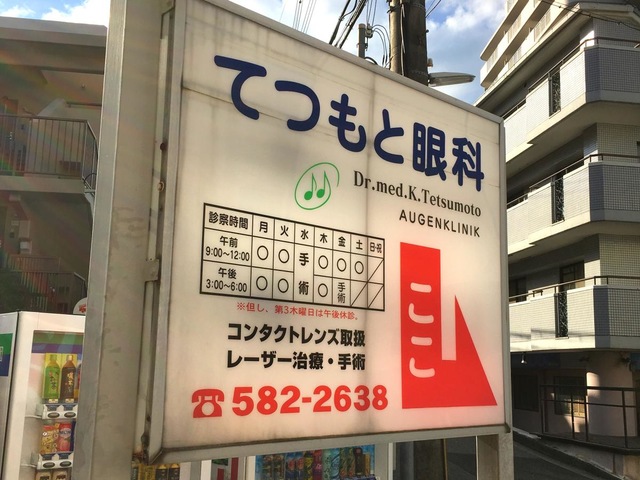 てつもと眼科
Dr.med.K.Tetsumoto
AUGENKLINIK
診察時間 月 火 水 木 金 土 日・祝
午前 9:00〜12:00 ○ ○ 手 ○ ○ ○
午後 3:00〜6:00 ○ ○ 術 ○ 手術
※但し、第3木曜日は午後休診。
コンタクトレンズ取扱
レーザー治療・手術
☎582-2638
ここ